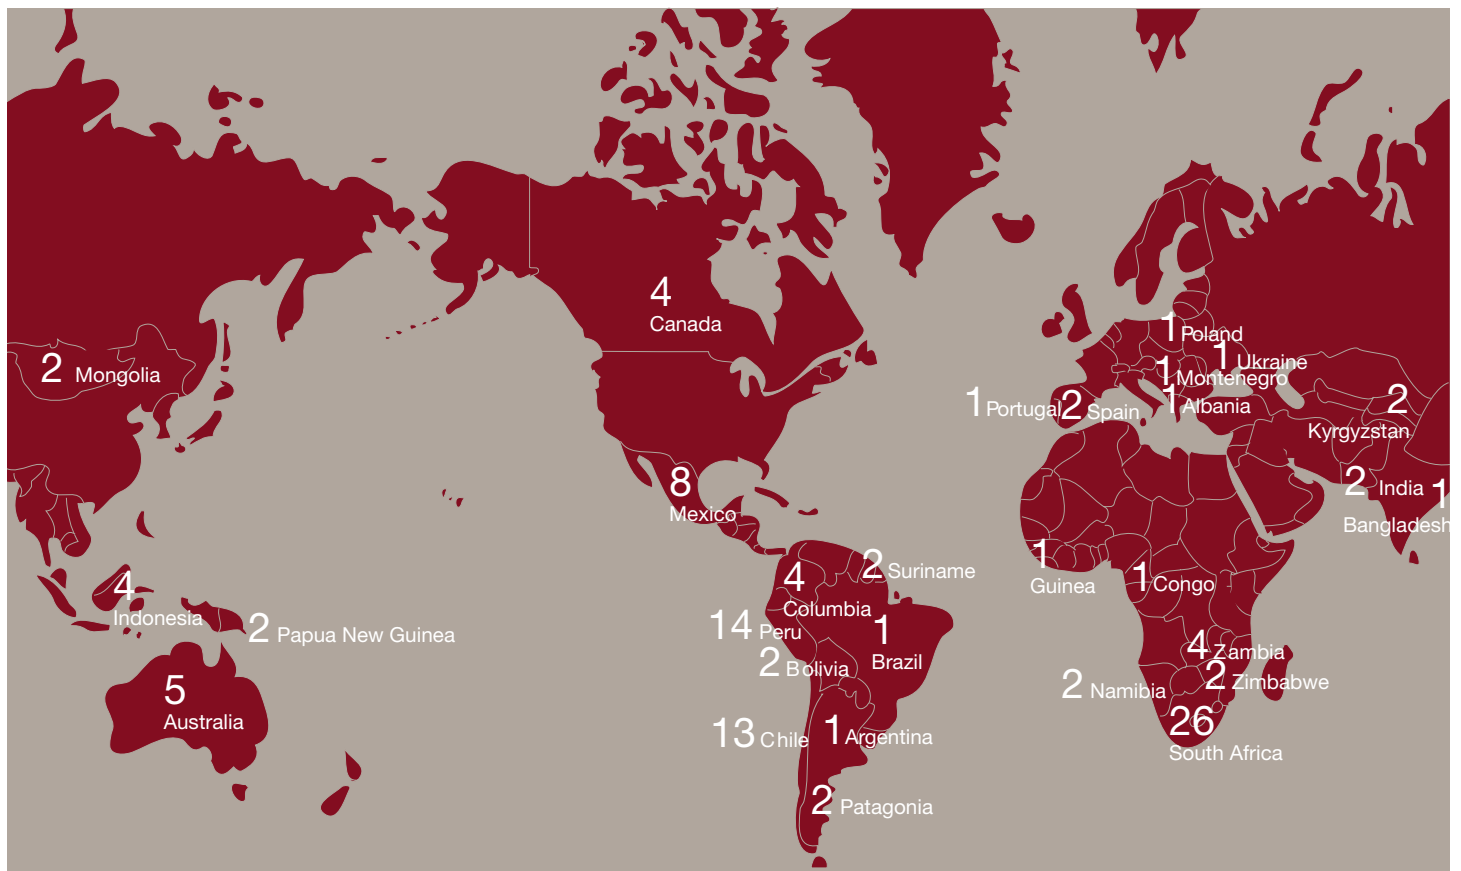 4
Canada
1 Poland
1 Ukraine
2 Mongolia
1 Montenegro
1 Portugal
2 Spain
1 Albania
2
Kyrgyzstan
8
Mexico
2 India
1
Bangladesh
1
Guinea
2 Suriname
1 Congo
4
Columbia
4
Indonesia
2 Papua New Guinea
14 Peru
1
Brazil
4 Zambia
2 Bolivia
2 Zimbabwe
2 Namibia
5
Australia
26
South Africa
13 Chile
1 Argentina
2 Patagonia